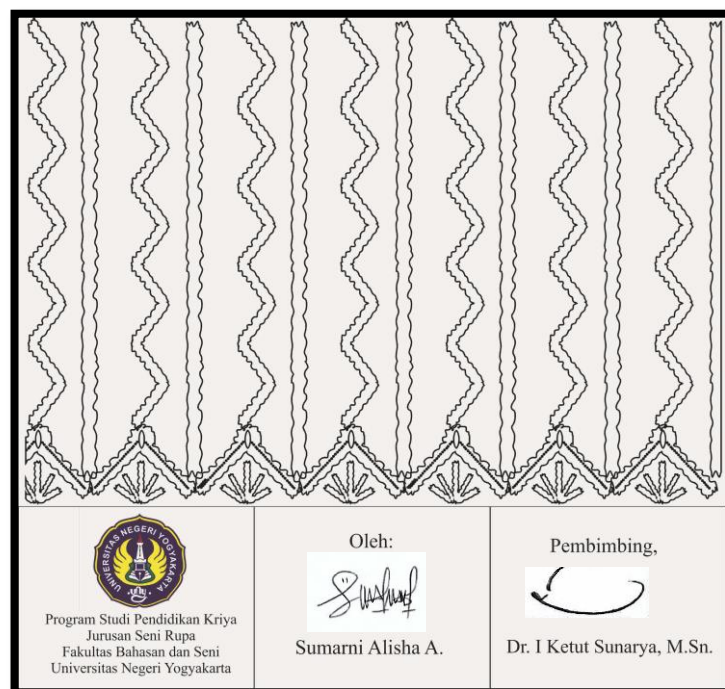 UNIVERSITAS NEGERI YOGYAKARTA
Program Studi Pendidikan Kriya
Jurusan Seni Rupa
Fakultas Bahasan dan Seni
Universitas Negeri Yogyakarta
Oleh:
Sumarni Alisha A.
Pembimbing,
Dr. I Ketut Sunarya, M.Sn.